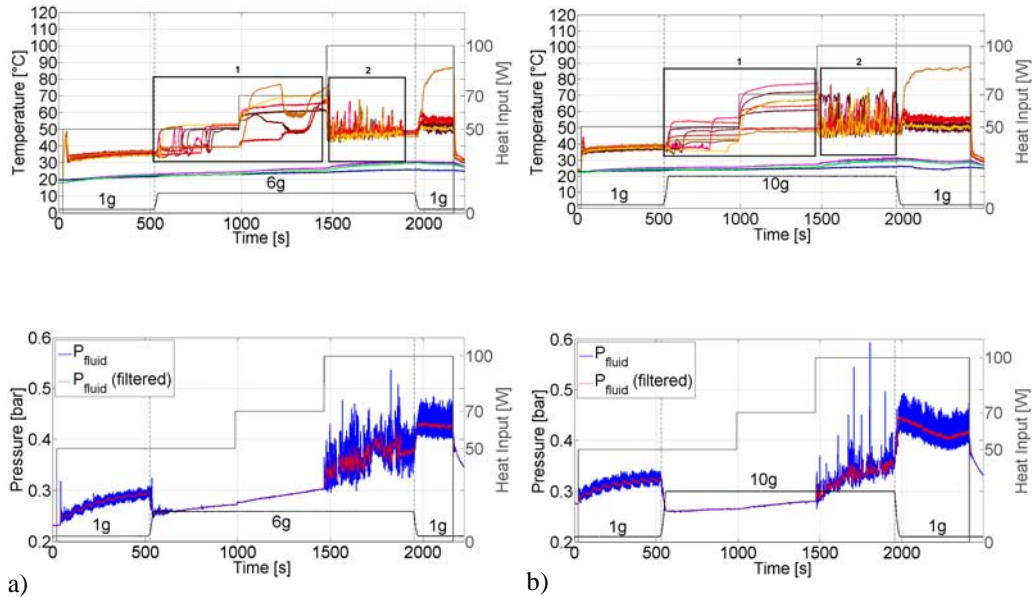 120
110
100
90
80
70
60
50
40
30
20
10
0
Temperature [°C]
1
2
1g
6g
1g
100
70
50
0
Heat Input [W]
0 500 1000 1500 2000
Time [s]
120
110
100
90
80
70
60
50
40
30
20
10
0
Temperature [°C]
1
2
1g
10g
1g
100
70
50
0
Heat Input [W]
0 500 1000 1500 2000
Time [s]
0.6
0.5
0.4
0.3
0.2
Pressure [bar]
P fluid
P fluid (filtered)
1g
6g
1g
100
70
50
0
Heat Input [W]
0 500 1000 1500 2000
Time [s]
a)
0.6
0.5
0.4
0.3
0.2
Pressure [bar]
P fluid
P fluid (filtered)
10g
1g
1g
100
70
50
0
Heat Input [W]
0 500 1000 1500 2000
Time [s]
b)